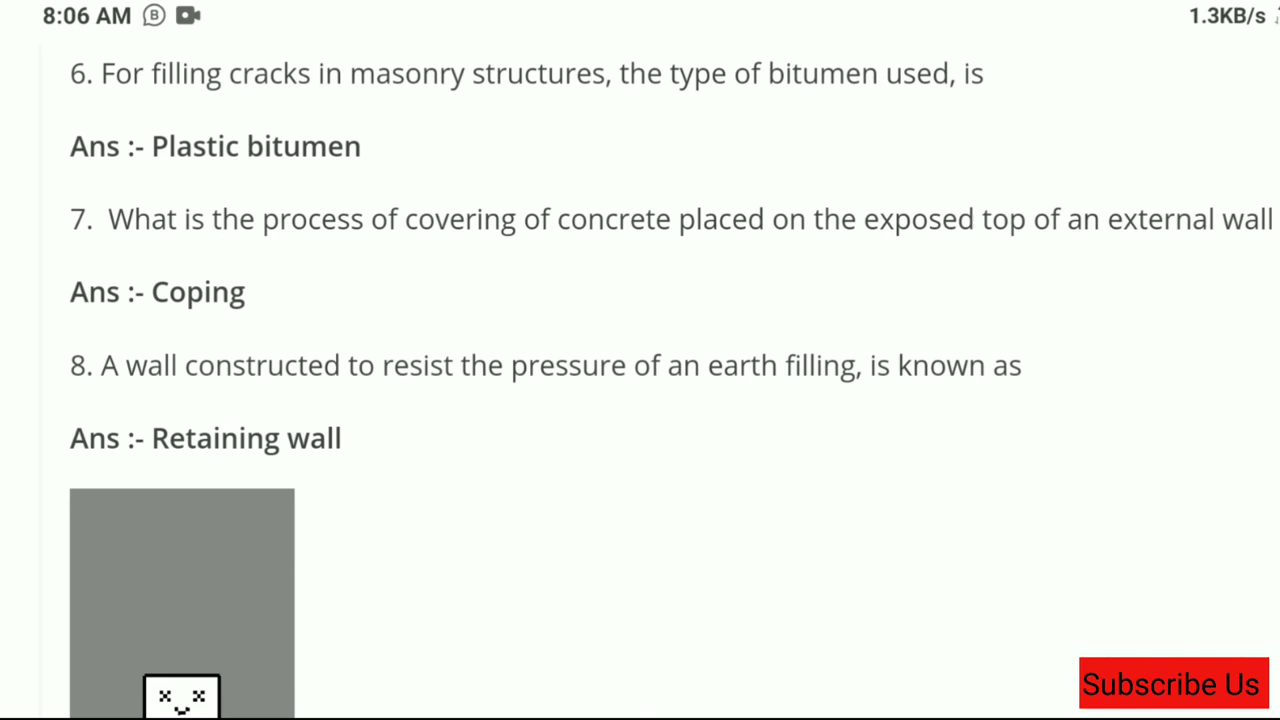 8:06 AM B 1.3KB/s
6. For filling cracks in masonry structures, the type of bitumen used, is
Ans :- Plastic bitumen
7. What is the process of covering of concrete placed on the exposed top of an external wall
Ans :- Coping
8. A wall constructed to resist the pressure of an earth filling, is known as
Ans :- Retaining wall
Subscribe Us